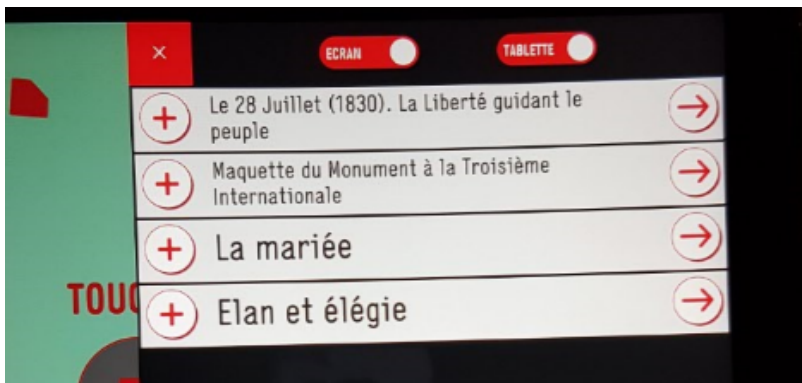 ×
ECRAN
TABLETTE
+ Le 28 Juillet (1830). La Liberté guidant le
peuple →
+ Maquette du Monument à la Troisième
Internationale →
+ La mariée →
+ Elan et élégie →